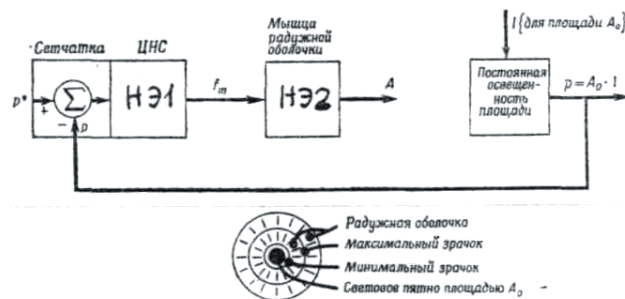 Сетчатка
ЦНС
Мышца
радужной
оболочки
I{для площади A₀}
p*
+
Σ
−
p
НЭ1
fm
НЭ2
A
Постоянная
освещен-
ность
площади
p=A₀·I
Радужная оболочка
Максимальный зрачок
Минимальный зрачок
Световое пятно площадью A₀